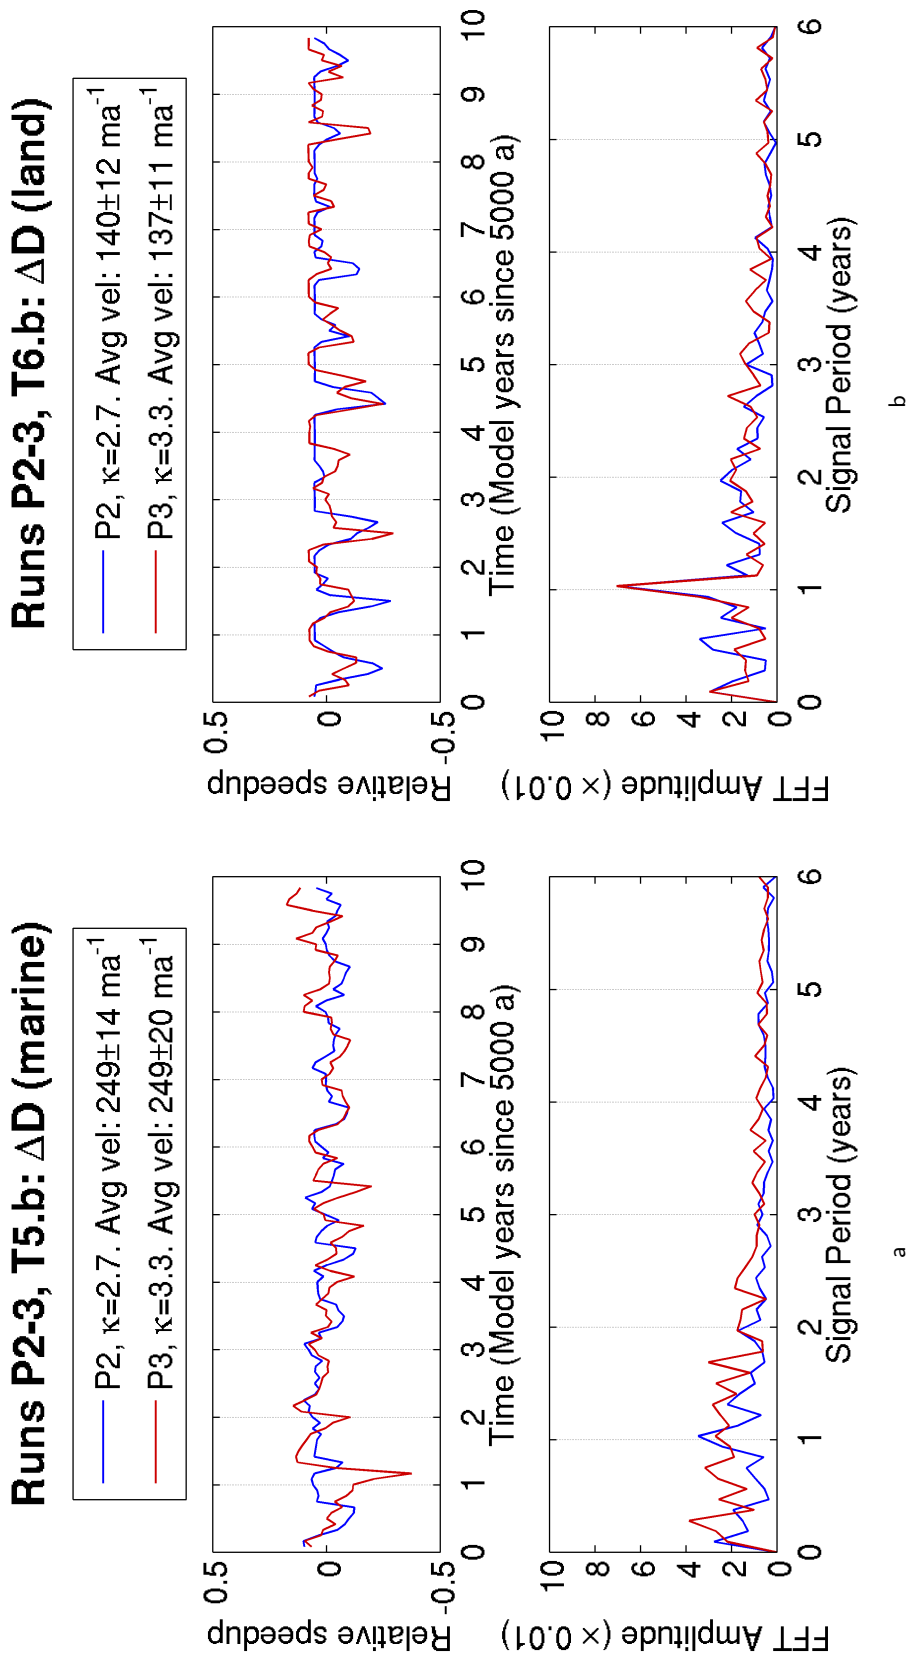 Runs P2-3, T5.b: ΔD (marine)
P2, κ=2.7. Avg vel: 249±14 ma⁻¹
P3, κ=3.3. Avg vel: 249±20 ma⁻¹
Relative speedup
0.5
0
-0.5
0 1 2 3 4 5 6 7 8 9 10
Time (Model years since 5000 a)
FFT Amplitude (× 0.01)
10
8
6
4
2
0
0 1 2 3 4 5 6
Signal Period (years)
a
Runs P2-3, T6.b: ΔD (land)
P2, κ=2.7. Avg vel: 140±12 ma⁻¹
P3, κ=3.3. Avg vel: 137±11 ma⁻¹
Relative speedup
0.5
0
-0.5
0 1 2 3 4 5 6 7 8 9 10
Time (Model years since 5000 a)
FFT Amplitude (× 0.01)
10
8
6
4
2
0
0 1 2 3 4 5 6
Signal Period (years)
b